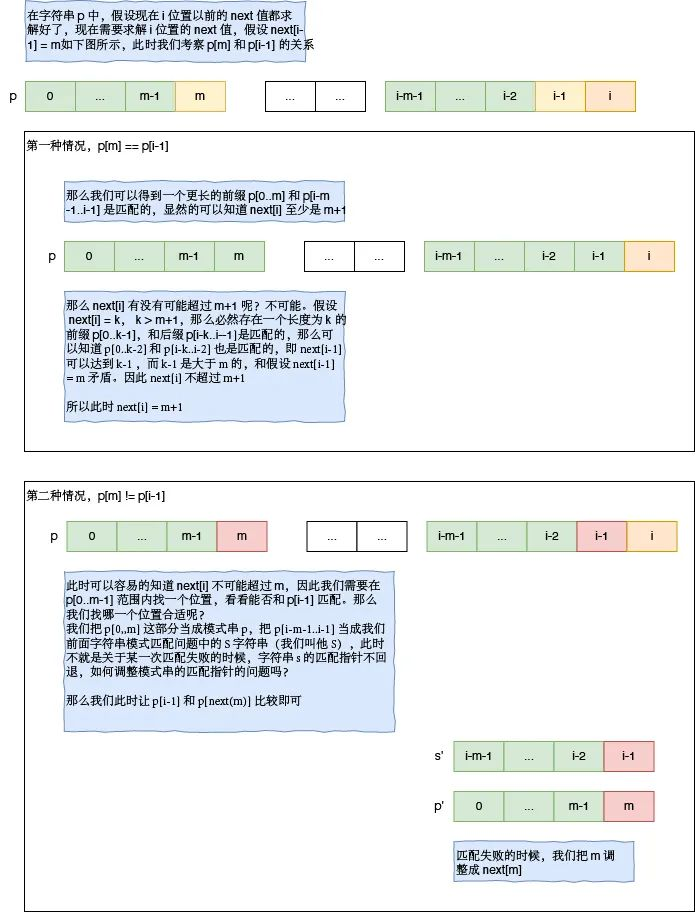 在字符串 p 中，假设现在 i 位置以前的 next 值都求
解好了，现在需要求解 i 位置的 next 值，假设 next[i-
1] = m如下图所示，此时我们考察 p[m] 和 p[i-1] 的关系
p 0 ... m-1 m ... ... i-m-1 ... i-2 i-1 i
第一种情况，p[m] == p[i-1]
那么我们可以得到一个更长的前缀 p[0..m] 和 p[i-m
-1..i-1] 是匹配的，显然的可以知道 next[i] 至少是 m+1
p 0 ... m-1 m ... ... i-m-1 ... i-2 i-1 i
那么 next[i] 有没有可能超过 m+1 呢？不可能。假设
next[i] = k， k > m+1，那么必然存在一个长度为 k 的
前缀 p[0..k-1]，和后缀 p[i-k..i--1]是匹配的，那么可
以知道 p[0..k-2] 和 p[i-k..i-2] 也是匹配的，即 next[i-1]
可以达到 k-1 ，而 k-1 是大于 m 的，和假设 next[i-1]
= m 矛盾。因此 next[i] 不超过 m+1
所以此时 next[i] = m+1
第二种情况，p[m] != p[i-1]
p 0 ... m-1 m ... ... i-m-1 ... i-2 i-1 i
此时可以容易的知道 next[i] 不可能超过 m，因此我们需要在
p[0..m-1] 范围内找一个位置，看看能否和 p[i-1] 匹配。那么
我们找哪一个位置合适呢？
我们把 p[0,,m] 这部分当成模式串 p，把 p[i-m-1..i-1] 当成我们
前面字符串模式匹配问题中的 S 字符串（我们叫他 S），此时
不就是关于某一次匹配失败的时候，字符串 s 的匹配指针不回
退，如何调整模式串的匹配指针的问题吗？
那么我们此时让 p[i-1] 和 p[next(m)] 比较即可
s' i-m-1 ... i-2 i-1
p' 0 ... m-1 m
匹配失败的时候，我们把 m 调
整成 next[m]